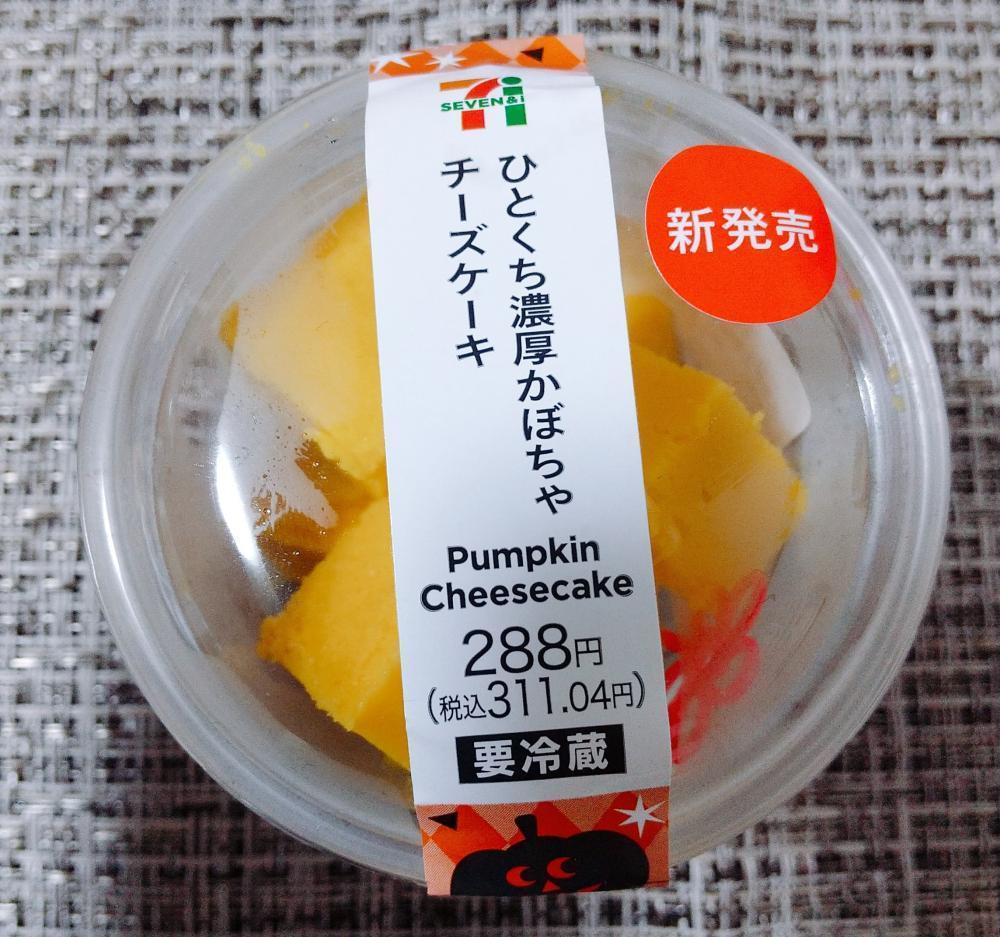 SEVEN&i
ひとくち濃厚かぼちゃ
チーズケーキ
新発売
Pumpkin
Cheesecake
288円
(税込311.04円)
要冷蔵